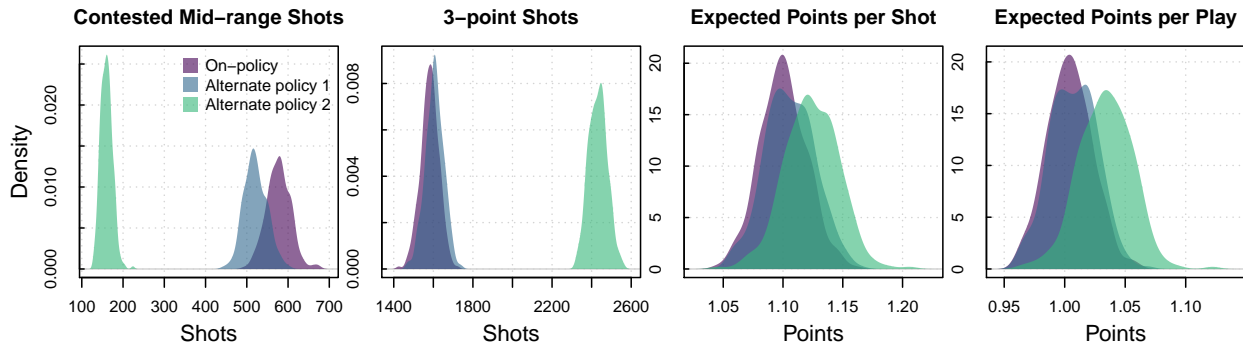 Contested Mid−range Shots
3−point Shots
Expected Points per Shot
Expected Points per Play
On−policy
Alternate policy 1
Alternate policy 2
Density
0.000
0.010
0.020
100 200 300 400 500 600 700
Shots
0.000
0.004
0.008
1400 1800 2200 2600
Shots
0
5
10
15
20
1.05 1.10 1.15 1.20
Points
0
5
10
15
20
0.95 1.00 1.05 1.10
Points